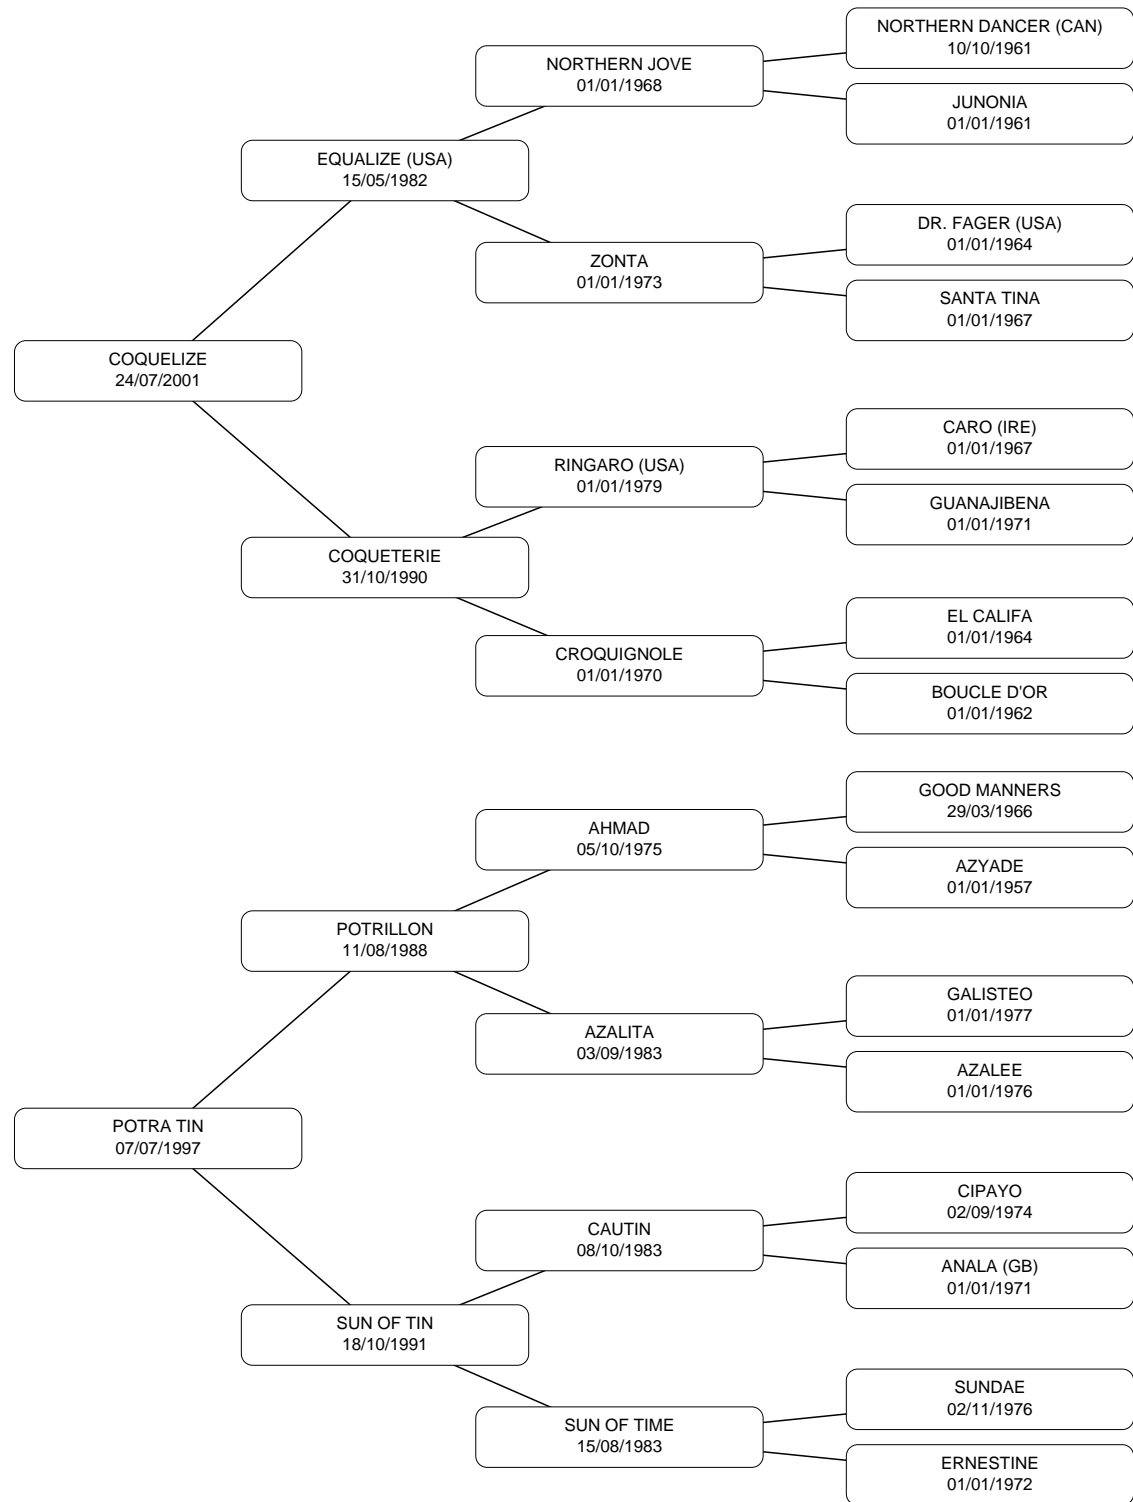 NORTHERN DANCER (CAN)
10/10/1961
NORTHERN JOVE
01/01/1968
JUNONIA
01/01/1961
EQUALIZE (USA)
15/05/1982
DR. FAGER (USA)
01/01/1964
ZONTA
01/01/1973
SANTA TINA
01/01/1967
COQUELIZE
24/07/2001
CARO (IRE)
01/01/1967
RINGARO (USA)
01/01/1979
GUANAJIBENA
01/01/1971
COQUETERIE
31/10/1990
EL CALIFA
01/01/1964
CROQUIGNOLE
01/01/1970
BOUCLE D'OR
01/01/1962
GOOD MANNERS
29/03/1966
AHMAD
05/10/1975
AZYADE
01/01/1957
POTRILLON
11/08/1988
GALISTEO
01/01/1977
AZALITA
03/09/1983
AZALEE
01/01/1976
POTRA TIN
07/07/1997
CIPAYO
02/09/1974
CAUTIN
08/10/1983
ANALA (GB)
01/01/1971
SUN OF TIN
18/10/1991
SUNDAE
02/11/1976
SUN OF TIME
15/08/1983
ERNESTINE
01/01/1972